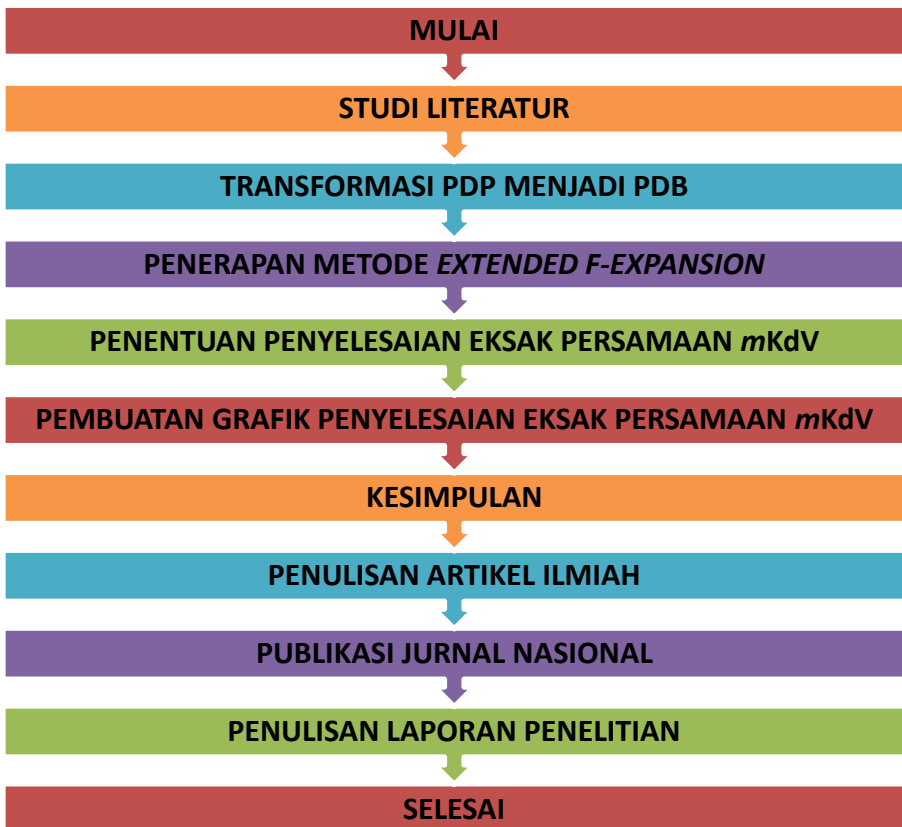 MULAI
STUDI LITERATUR
TRANSFORMASI PDP MENJADI PDB
PENERAPAN METODE EXTENDED F-EXPANSION
PENENTUAN PENYELESAIAN EKSAK PERSAMAAN mKdV
PEMBUATAN GRAFIK PENYELESAIAN EKSAK PERSAMAAN mKdV
KESIMPULAN
PENULISAN ARTIKEL ILMIAH
PUBLIKASI JURNAL NASIONAL
PENULISAN LAPORAN PENELITIAN
SELESAI